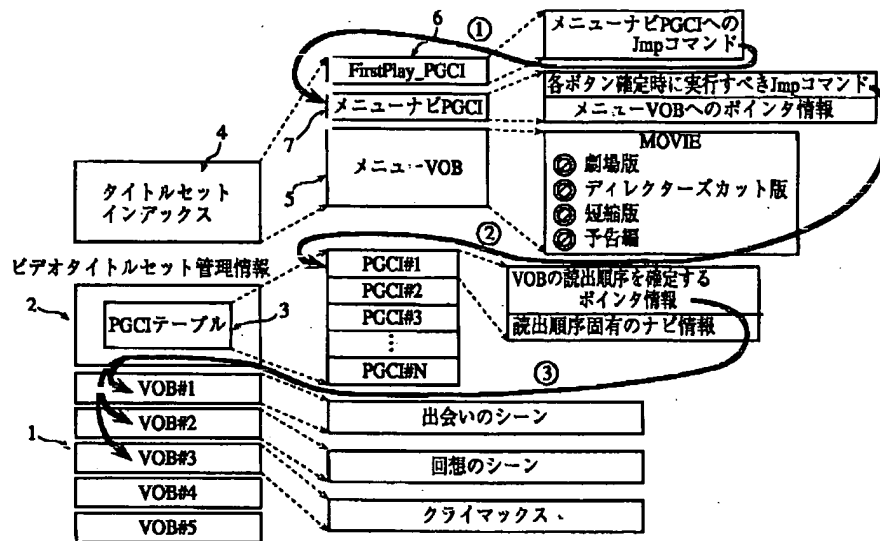 6
①
メニューナビPGCIへの
Jmpコマンド
FirstPlay_PGCI
メニューナビPGCI
各ボタン確定時に実行すべきJmpコマンド
メニューVOBへのポインタ情報
4
7
5
メニューVOB
MOVIE
劇場版
ディレクターズカット版
短縮版
予告編
タイトルセット
インデックス
②
ビデオタイトルセット管理情報
2
PGCIテーブル
3
PGCI#1
PGCI#2
PGCI#3
⋮
PGCI#N
VOBの読出順序を確定する
ポインタ情報
読出順序固有のナビ情報
③
1
VOB#1
VOB#2
VOB#3
VOB#4
VOB#5
出会いのシーン
回想のシーン
クライマックス